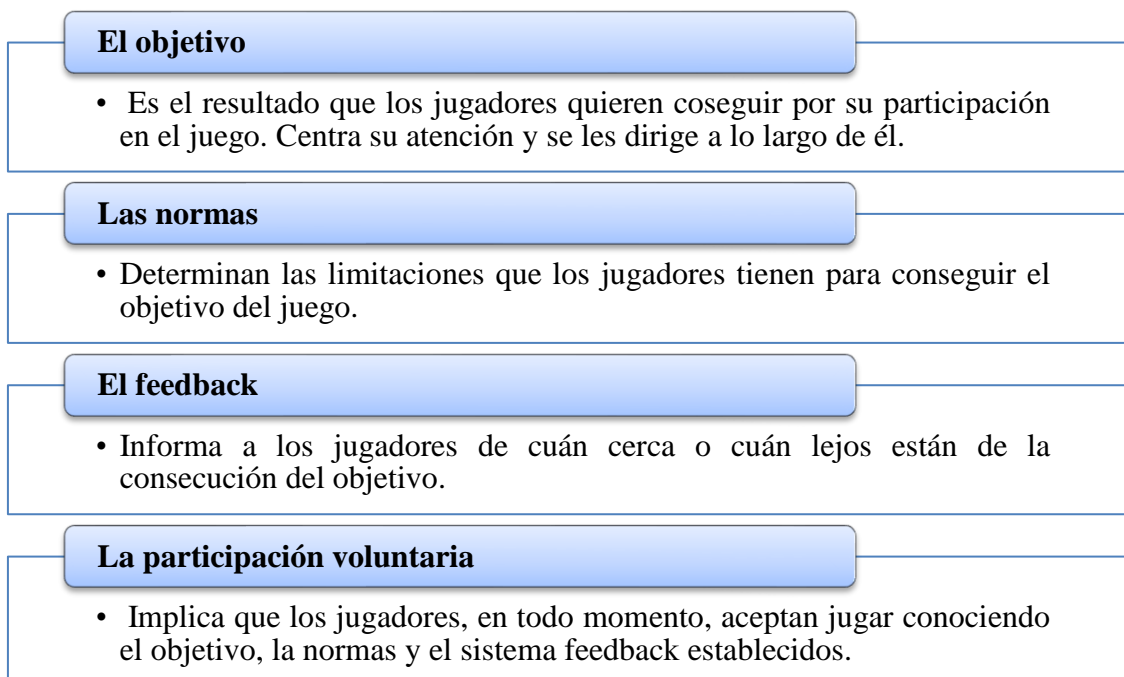 El objetivo
• Es el resultado que los jugadores quieren coseguir por su participación
en el juego. Centra su atención y se les dirige a lo largo de él.
Las normas
• Determinan las limitaciones que los jugadores tienen para conseguir el
objetivo del juego.
El feedback
• Informa a los jugadores de cuán cerca o cuán lejos están de la
consecución del objetivo.
La participación voluntaria
• Implica que los jugadores, en todo momento, aceptan jugar conociendo
el objetivo, la normas y el sistema feedback establecidos.